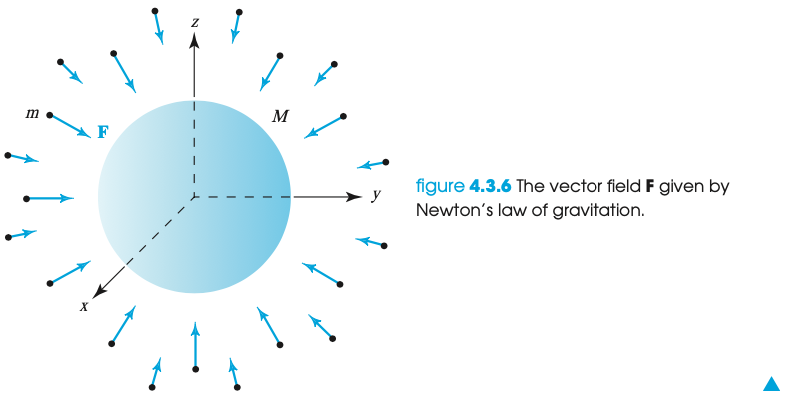 z
m
F
M
y
x
figure 4.3.6 The vector field F given by
Newton's law of gravitation.